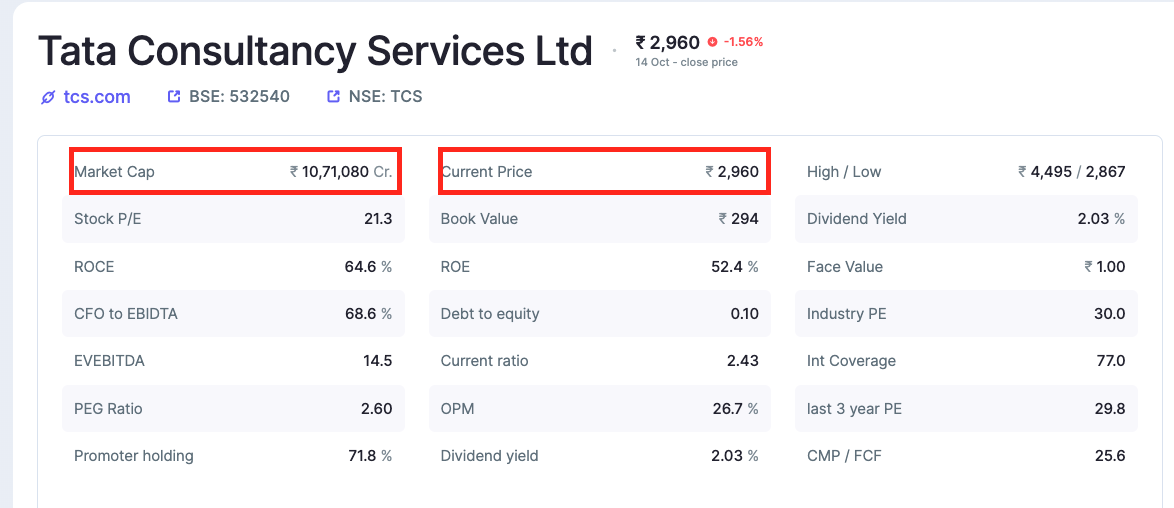 Tata Consultancy Services Ltd · ₹ 2,960 -1.56%
14 Oct - close price
tcs.com BSE: 532540 NSE: TCS
Market Cap ₹ 10,71,080 Cr. Current Price ₹ 2,960 High / Low ₹ 4,495 / 2,867
Stock P/E 21.3 Book Value ₹ 294 Dividend Yield 2.03 %
ROCE 64.6 % ROE 52.4 % Face Value ₹ 1.00
CFO to EBIDTA 68.6 % Debt to equity 0.10 Industry PE 30.0
EVEBITDA 14.5 Current ratio 2.43 Int Coverage 77.0
PEG Ratio 2.60 OPM 26.7 % last 3 year PE 29.8
Promoter holding 71.8 % Dividend yield 2.03 % CMP / FCF 25.6